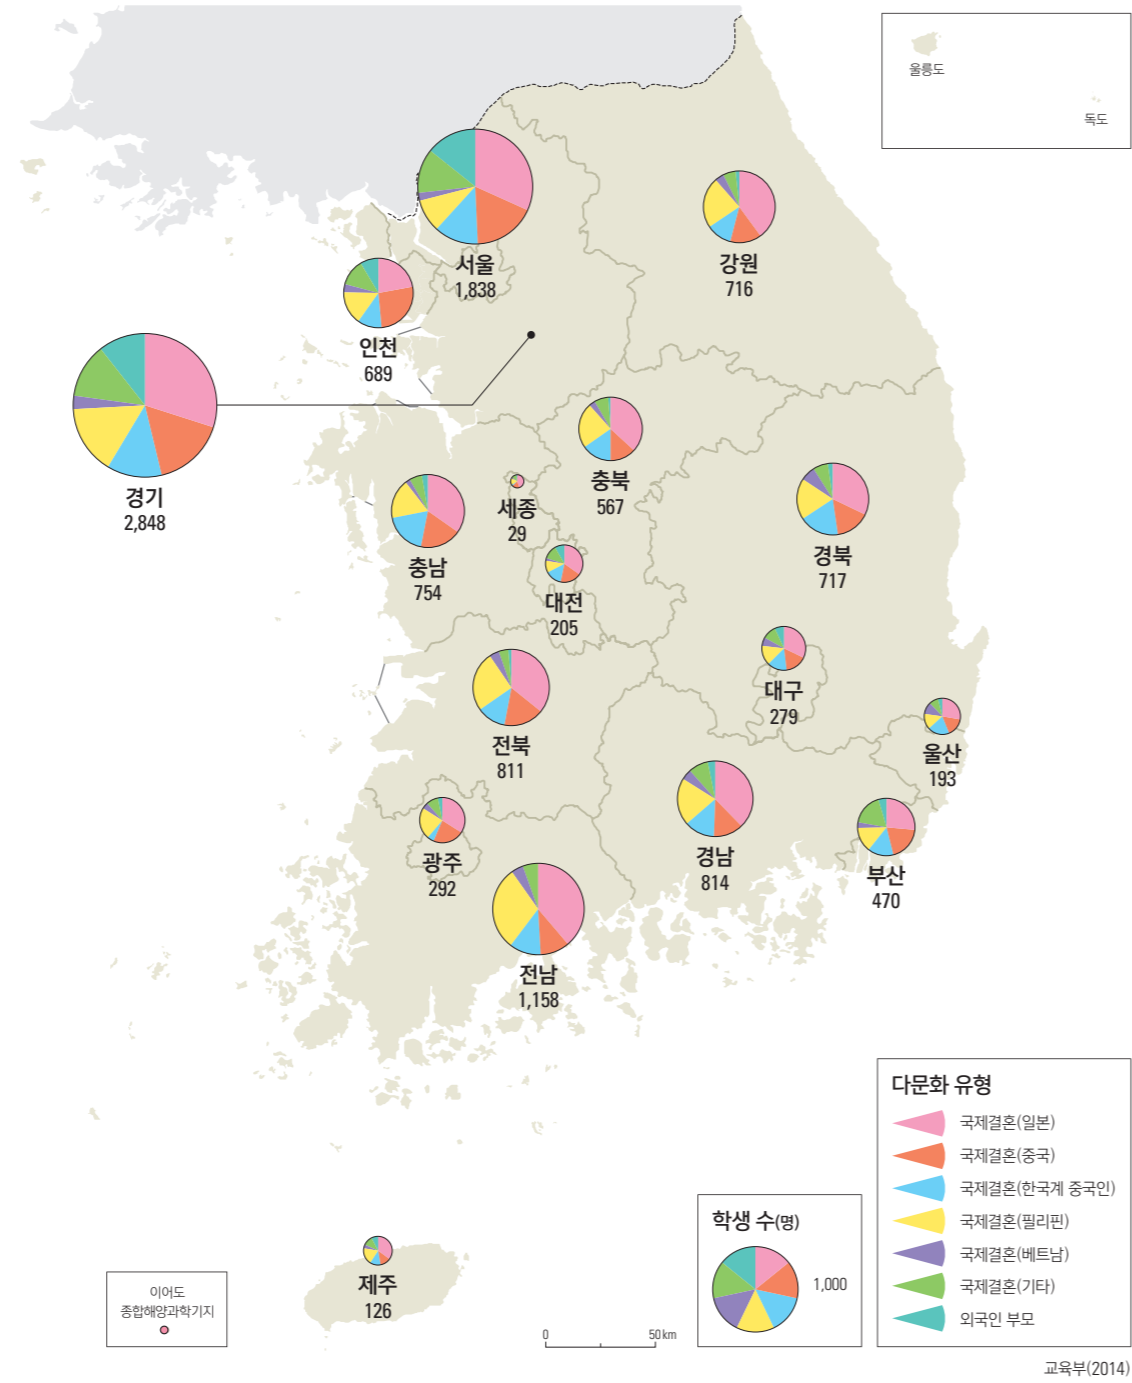 울릉도
독도
서울
1,838
강원
716
인천
689
경기
2,848
충북
567
세종
29
충남
754
경북
717
대전
205
대구
279
전북
811
울산
193
경남
814
광주
292
부산
470
전남
1,158
제주
126
이어도
종합해양과학기지
0 50 km
학생 수(명)
1,000
다문화 유형
국제결혼(일본)
국제결혼(중국)
국제결혼(한국계 중국인)
국제결혼(필리핀)
국제결혼(베트남)
국제결혼(기타)
외국인 부모
교육부(2014)